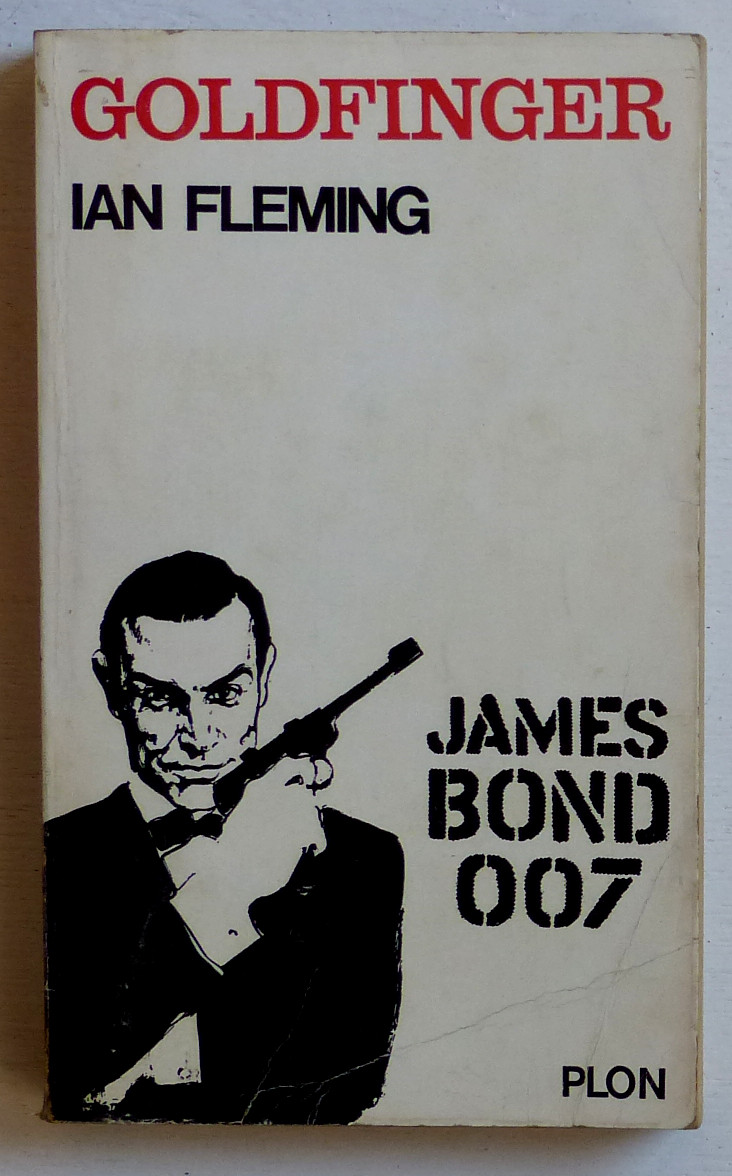 GOLDFINGER
IAN FLEMING
JAMES
BOND
007
PLON